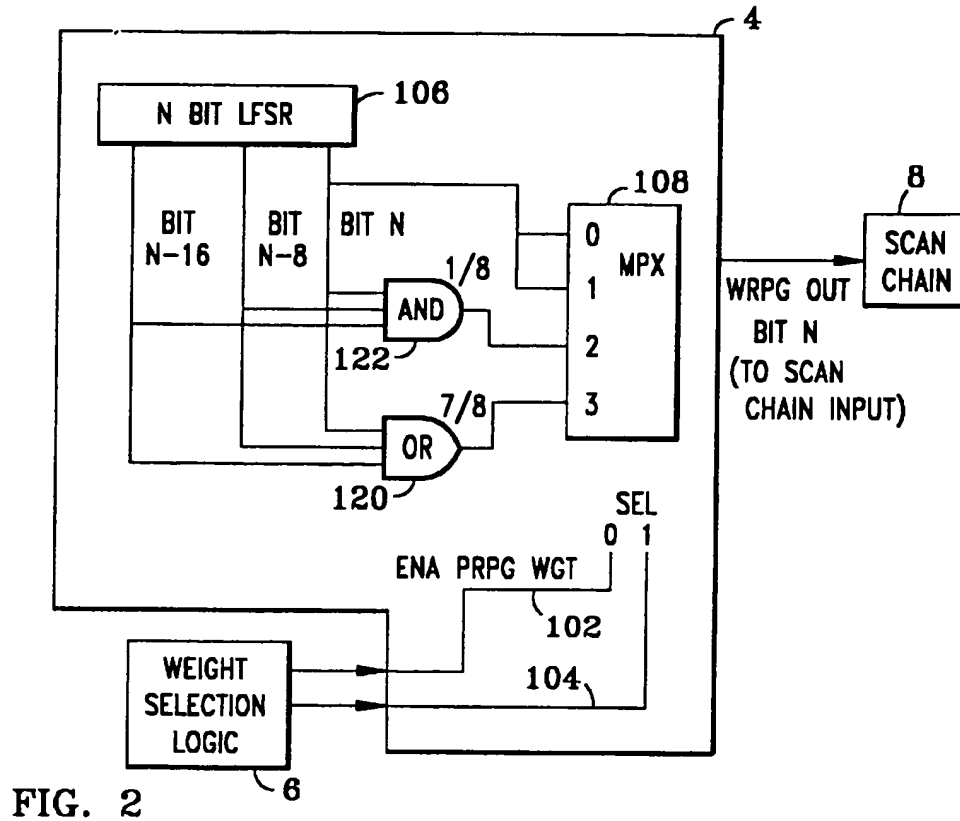 4
N BIT LFSR
106
108
8
BIT
N-16
BIT
N-8
BIT N
0
MPX
1
2
3
SCAN
CHAIN
1/8
AND
122
WRPG OUT
BIT N
(TO SCAN
CHAIN INPUT)
7/8
OR
120
SEL
0 1
ENA PRPG WGT
102
WEIGHT
SELECTION
LOGIC
104
6
FIG. 2